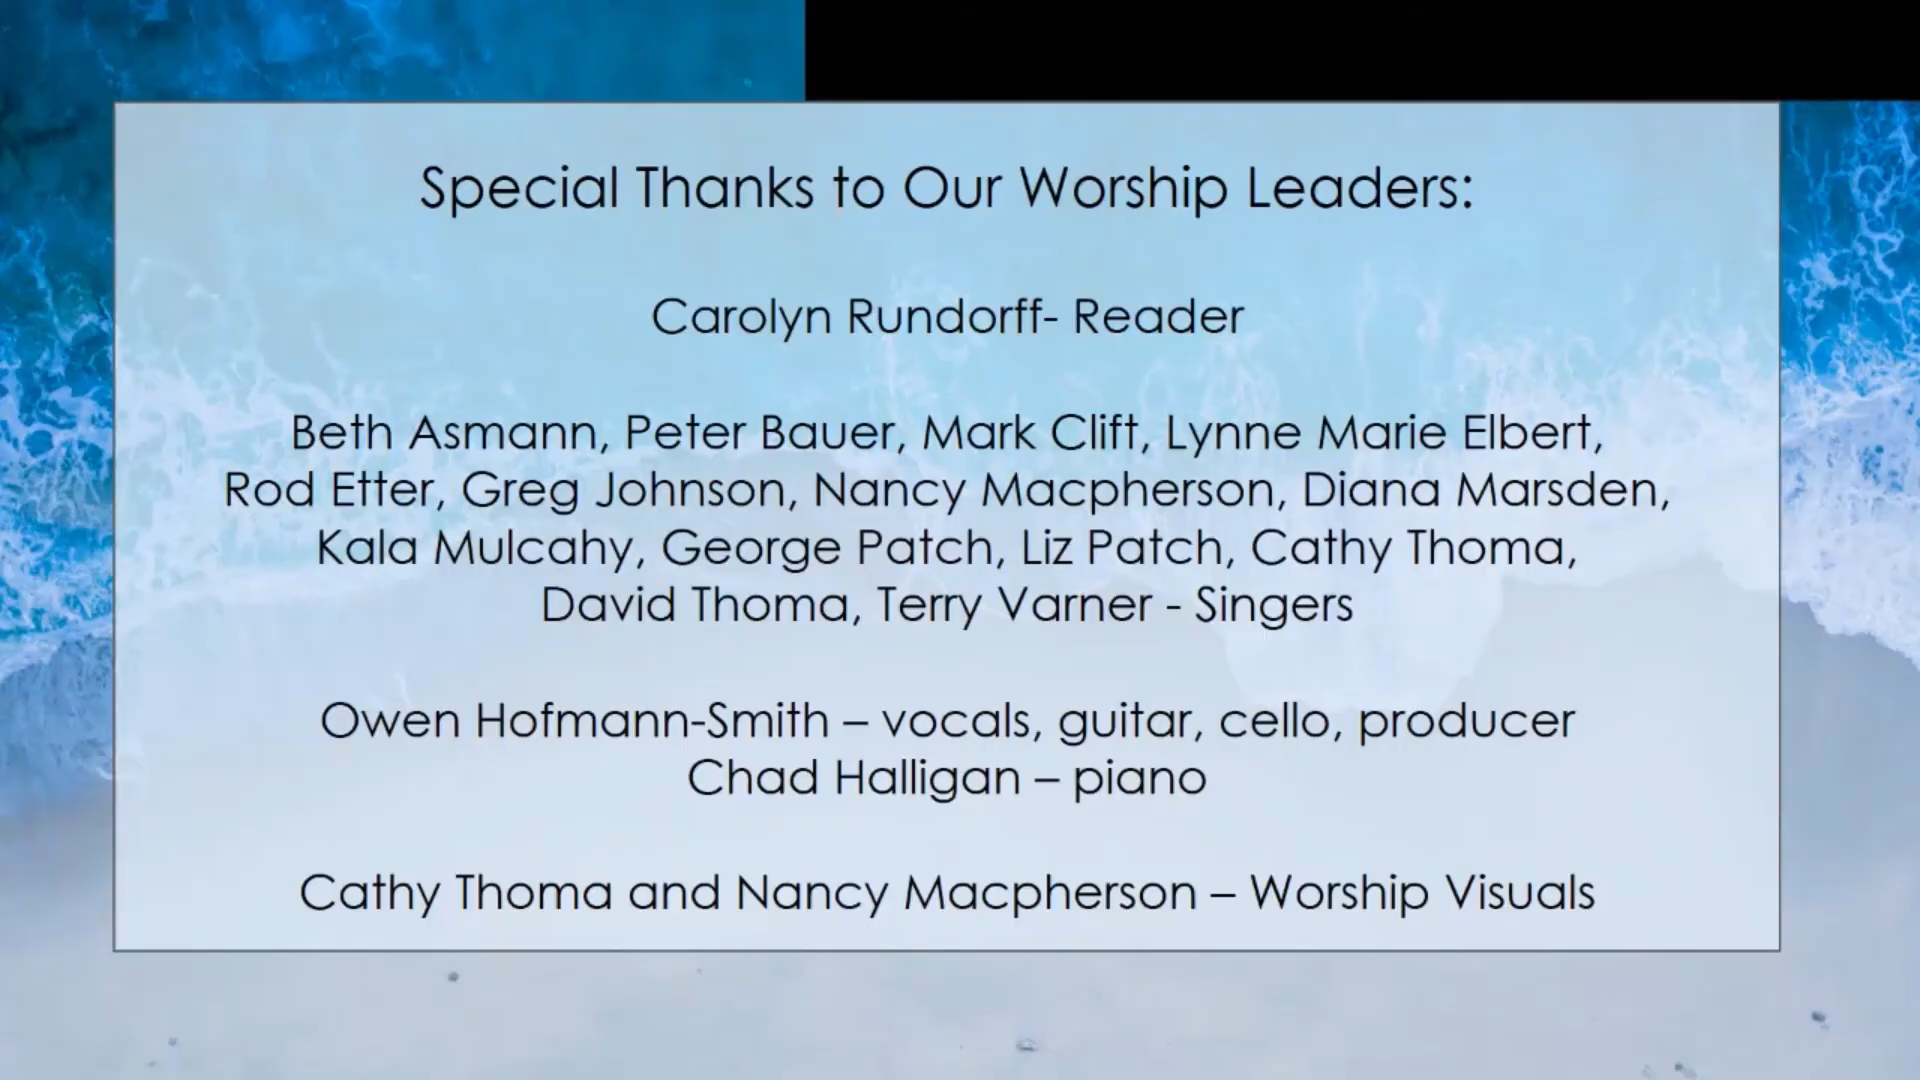 Special Thanks to Our Worship Leaders:
Carolyn Rundorff- Reader
Beth Asmann, Peter Bauer, Mark Clift, Lynne Marie Elbert,
Rod Etter, Greg Johnson, Nancy Macpherson, Diana Marsden,
Kala Mulcahy, George Patch, Liz Patch, Cathy Thoma,
David Thoma, Terry Varner - Singers
Owen Hofmann-Smith – vocals, guitar, cello, producer
Chad Halligan – piano
Cathy Thoma and Nancy Macpherson – Worship Visuals